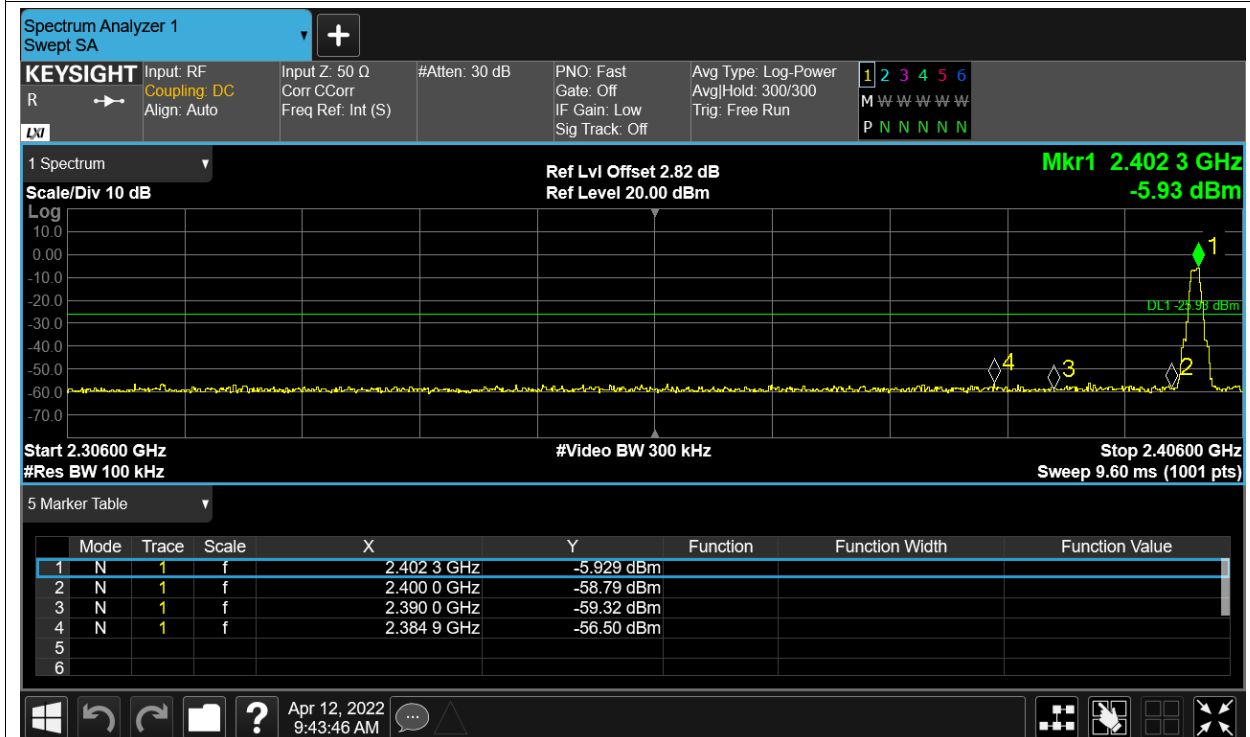 Spectrum Analyzer 1
Swept SA
+
KEYSIGHT Input: RF Input Z: 50 Ω #Atten: 30 dB PNO: Fast Avg Type: Log-Power 1 2 3 4 5 6
R Coupling: DC Corr CCorr Gate: Off Avg|Hold: 300/300 M W W W W W
Align: Auto Freq Ref: Int (S) IF Gain: Low Trig: Free Run
LXI Sig Track: Off P N N N N N
1 Spectrum Ref Lvl Offset 2.82 dB Mkr1 2.402 3 GHz
Scale/Div 10 dB Ref Level 20.00 dBm -5.93 dBm
Log
10.0
1
0.00
-10.0
-20.0
DL1 -25.93 dBm
-30.0
-40.0
4
-50.0
3 2
-60.0
-70.0
Start 2.30600 GHz #Video BW 300 kHz Stop 2.40600 GHz
#Res BW 100 kHz Sweep 9.60 ms (1001 pts)
5 Marker Table
Mode Trace Scale X Y Function Function Width Function Value
1 N 1 f 2.402 3 GHz -5.929 dBm
2 N 1 f 2.400 0 GHz -58.79 dBm
3 N 1 f 2.390 0 GHz -59.32 dBm
4 N 1 f 2.384 9 GHz -56.50 dBm
5
6
? Apr 12, 2022
9:43:46 AM